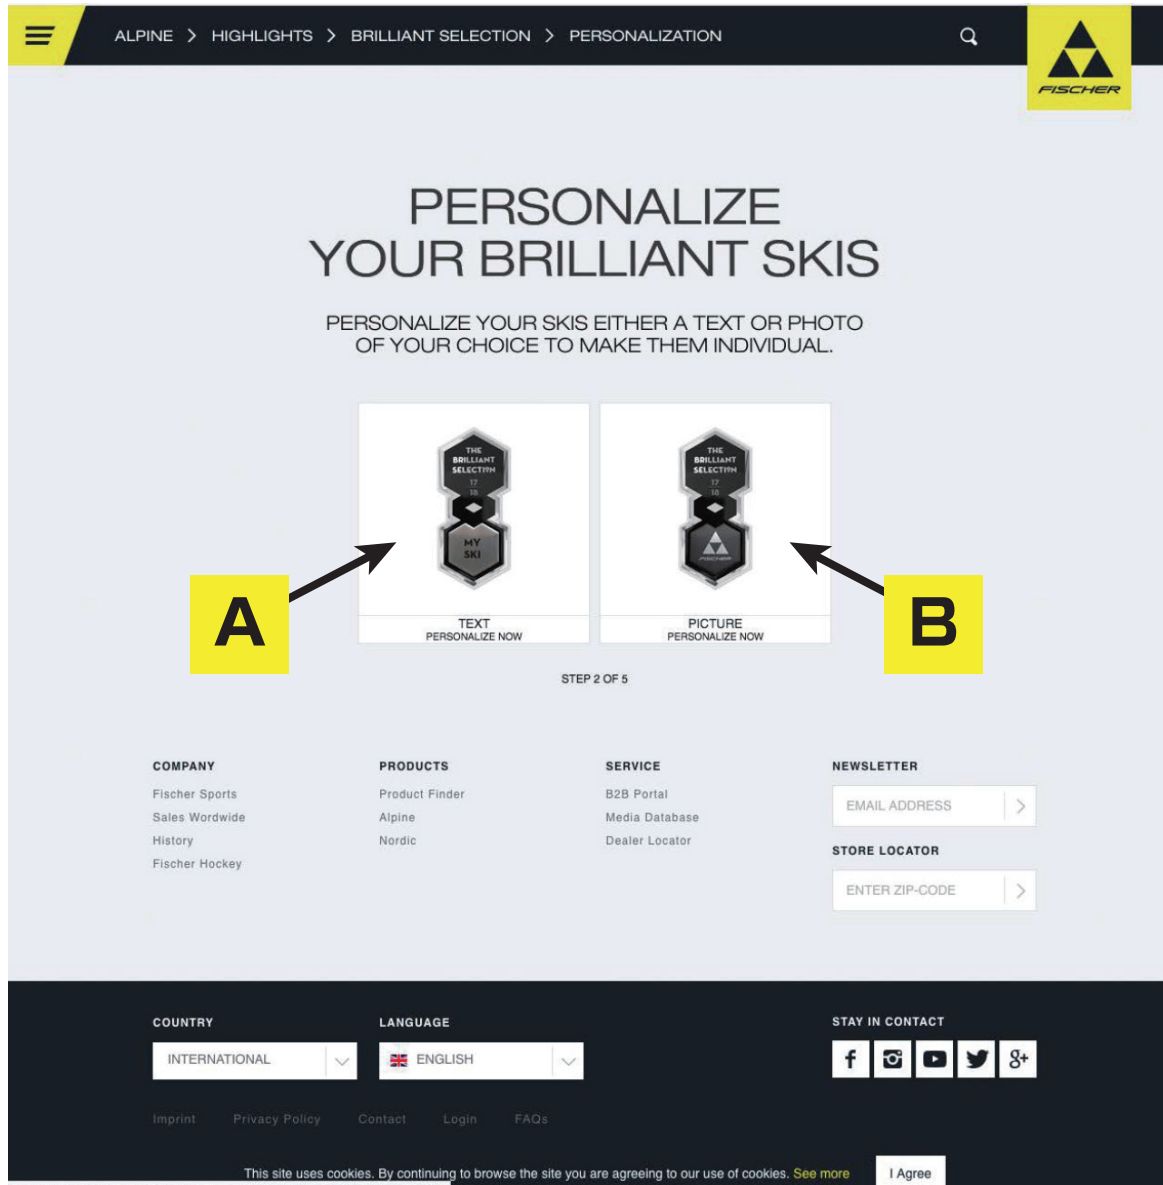 ALPINE > HIGHLIGHTS > BRILLIANT SELECTION > PERSONALIZATION
FISCHER
PERSONALIZE
YOUR BRILLIANT SKIS
PERSONALIZE YOUR SKIS EITHER A TEXT OR PHOTO
OF YOUR CHOICE TO MAKE THEM INDIVIDUAL.
THE
BRILLIANT
SELECTION
17
18
MY
SKI
THE
BRILLIANT
SELECTION
17
18
FISCHER
A
B
TEXT
PERSONALIZE NOW
PICTURE
PERSONALIZE NOW
STEP 2 OF 5
COMPANY
Fischer Sports
Sales Wordwide
History
Fischer Hockey
PRODUCTS
Product Finder
Alpine
Nordic
SERVICE
B2B Portal
Media Database
Dealer Locator
NEWSLETTER
EMAIL ADDRESS
STORE LOCATOR
ENTER ZIP-CODE
COUNTRY
INTERNATIONAL
LANGUAGE
ENGLISH
STAY IN CONTACT
f g+
Imprint Privacy Policy Contact Login FAQs
This site uses cookies. By continuing to browse the site you are agreeing to our use of cookies. See more I Agree